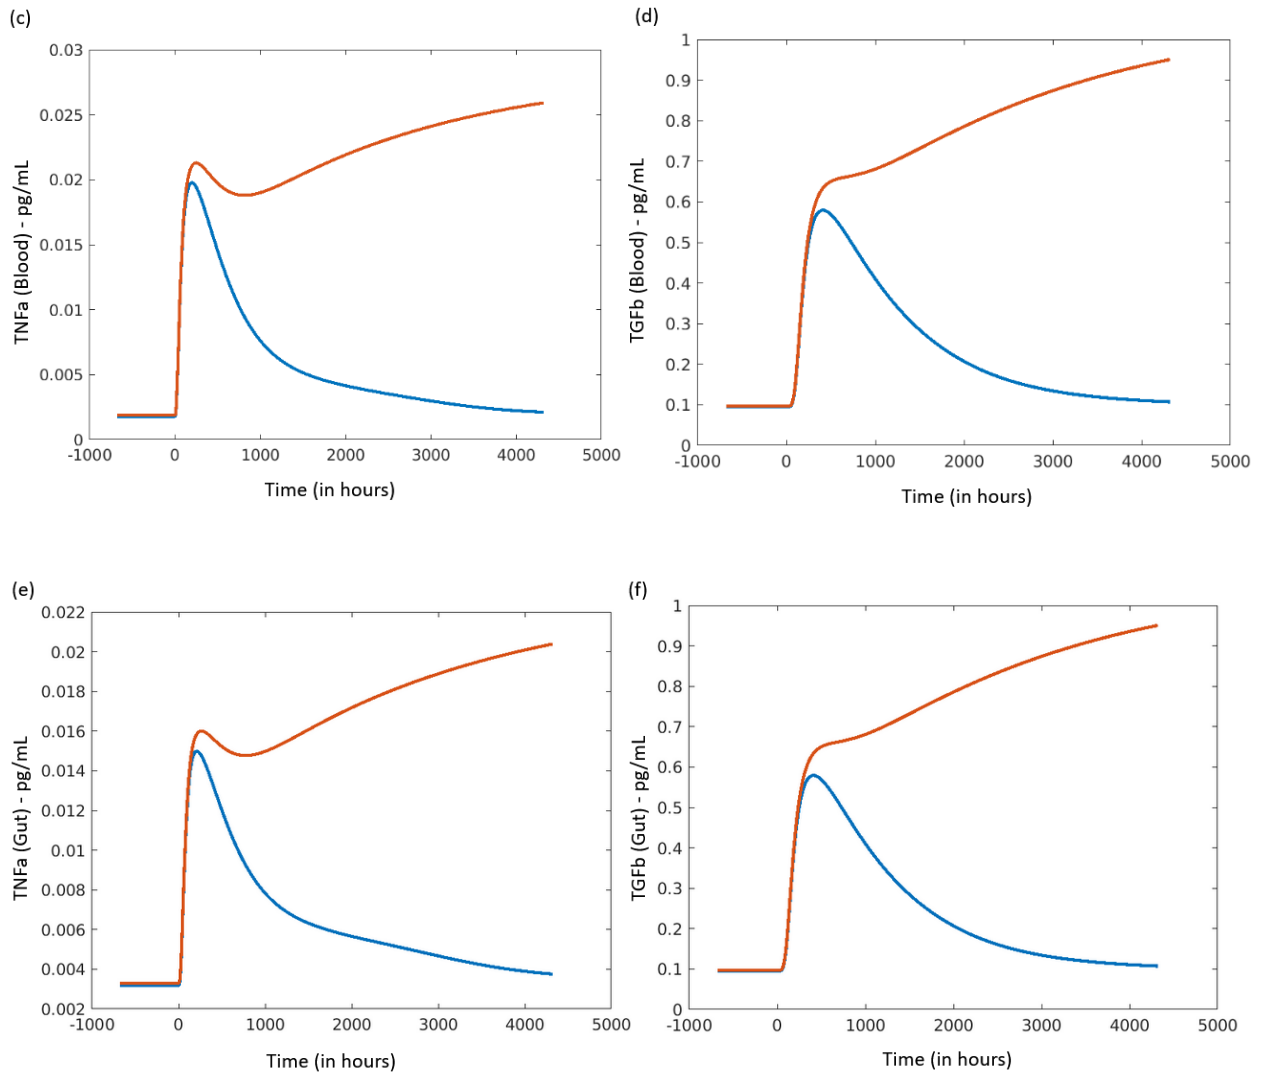 (c)
0.03
0.025
0.02
0.015
0.01
0.005
0
-1000 0 1000 2000 3000 4000 5000
TNFa (Blood) - pg/mL
Time (in hours)
(d)
1
0.9
0.8
0.7
0.6
0.5
0.4
0.3
0.2
0.1
0
-1000 0 1000 2000 3000 4000 5000
TGFb (Blood) - pg/mL
Time (in hours)
(e)
0.022
0.02
0.018
0.016
0.014
0.012
0.01
0.008
0.006
0.004
0.002
-1000 0 1000 2000 3000 4000 5000
TNFa (Gut) - pg/mL
Time (in hours)
(f)
1
0.9
0.8
0.7
0.6
0.5
0.4
0.3
0.2
0.1
0
-1000 0 1000 2000 3000 4000 5000
TGFb (Gut) - pg/mL
Time (in hours)